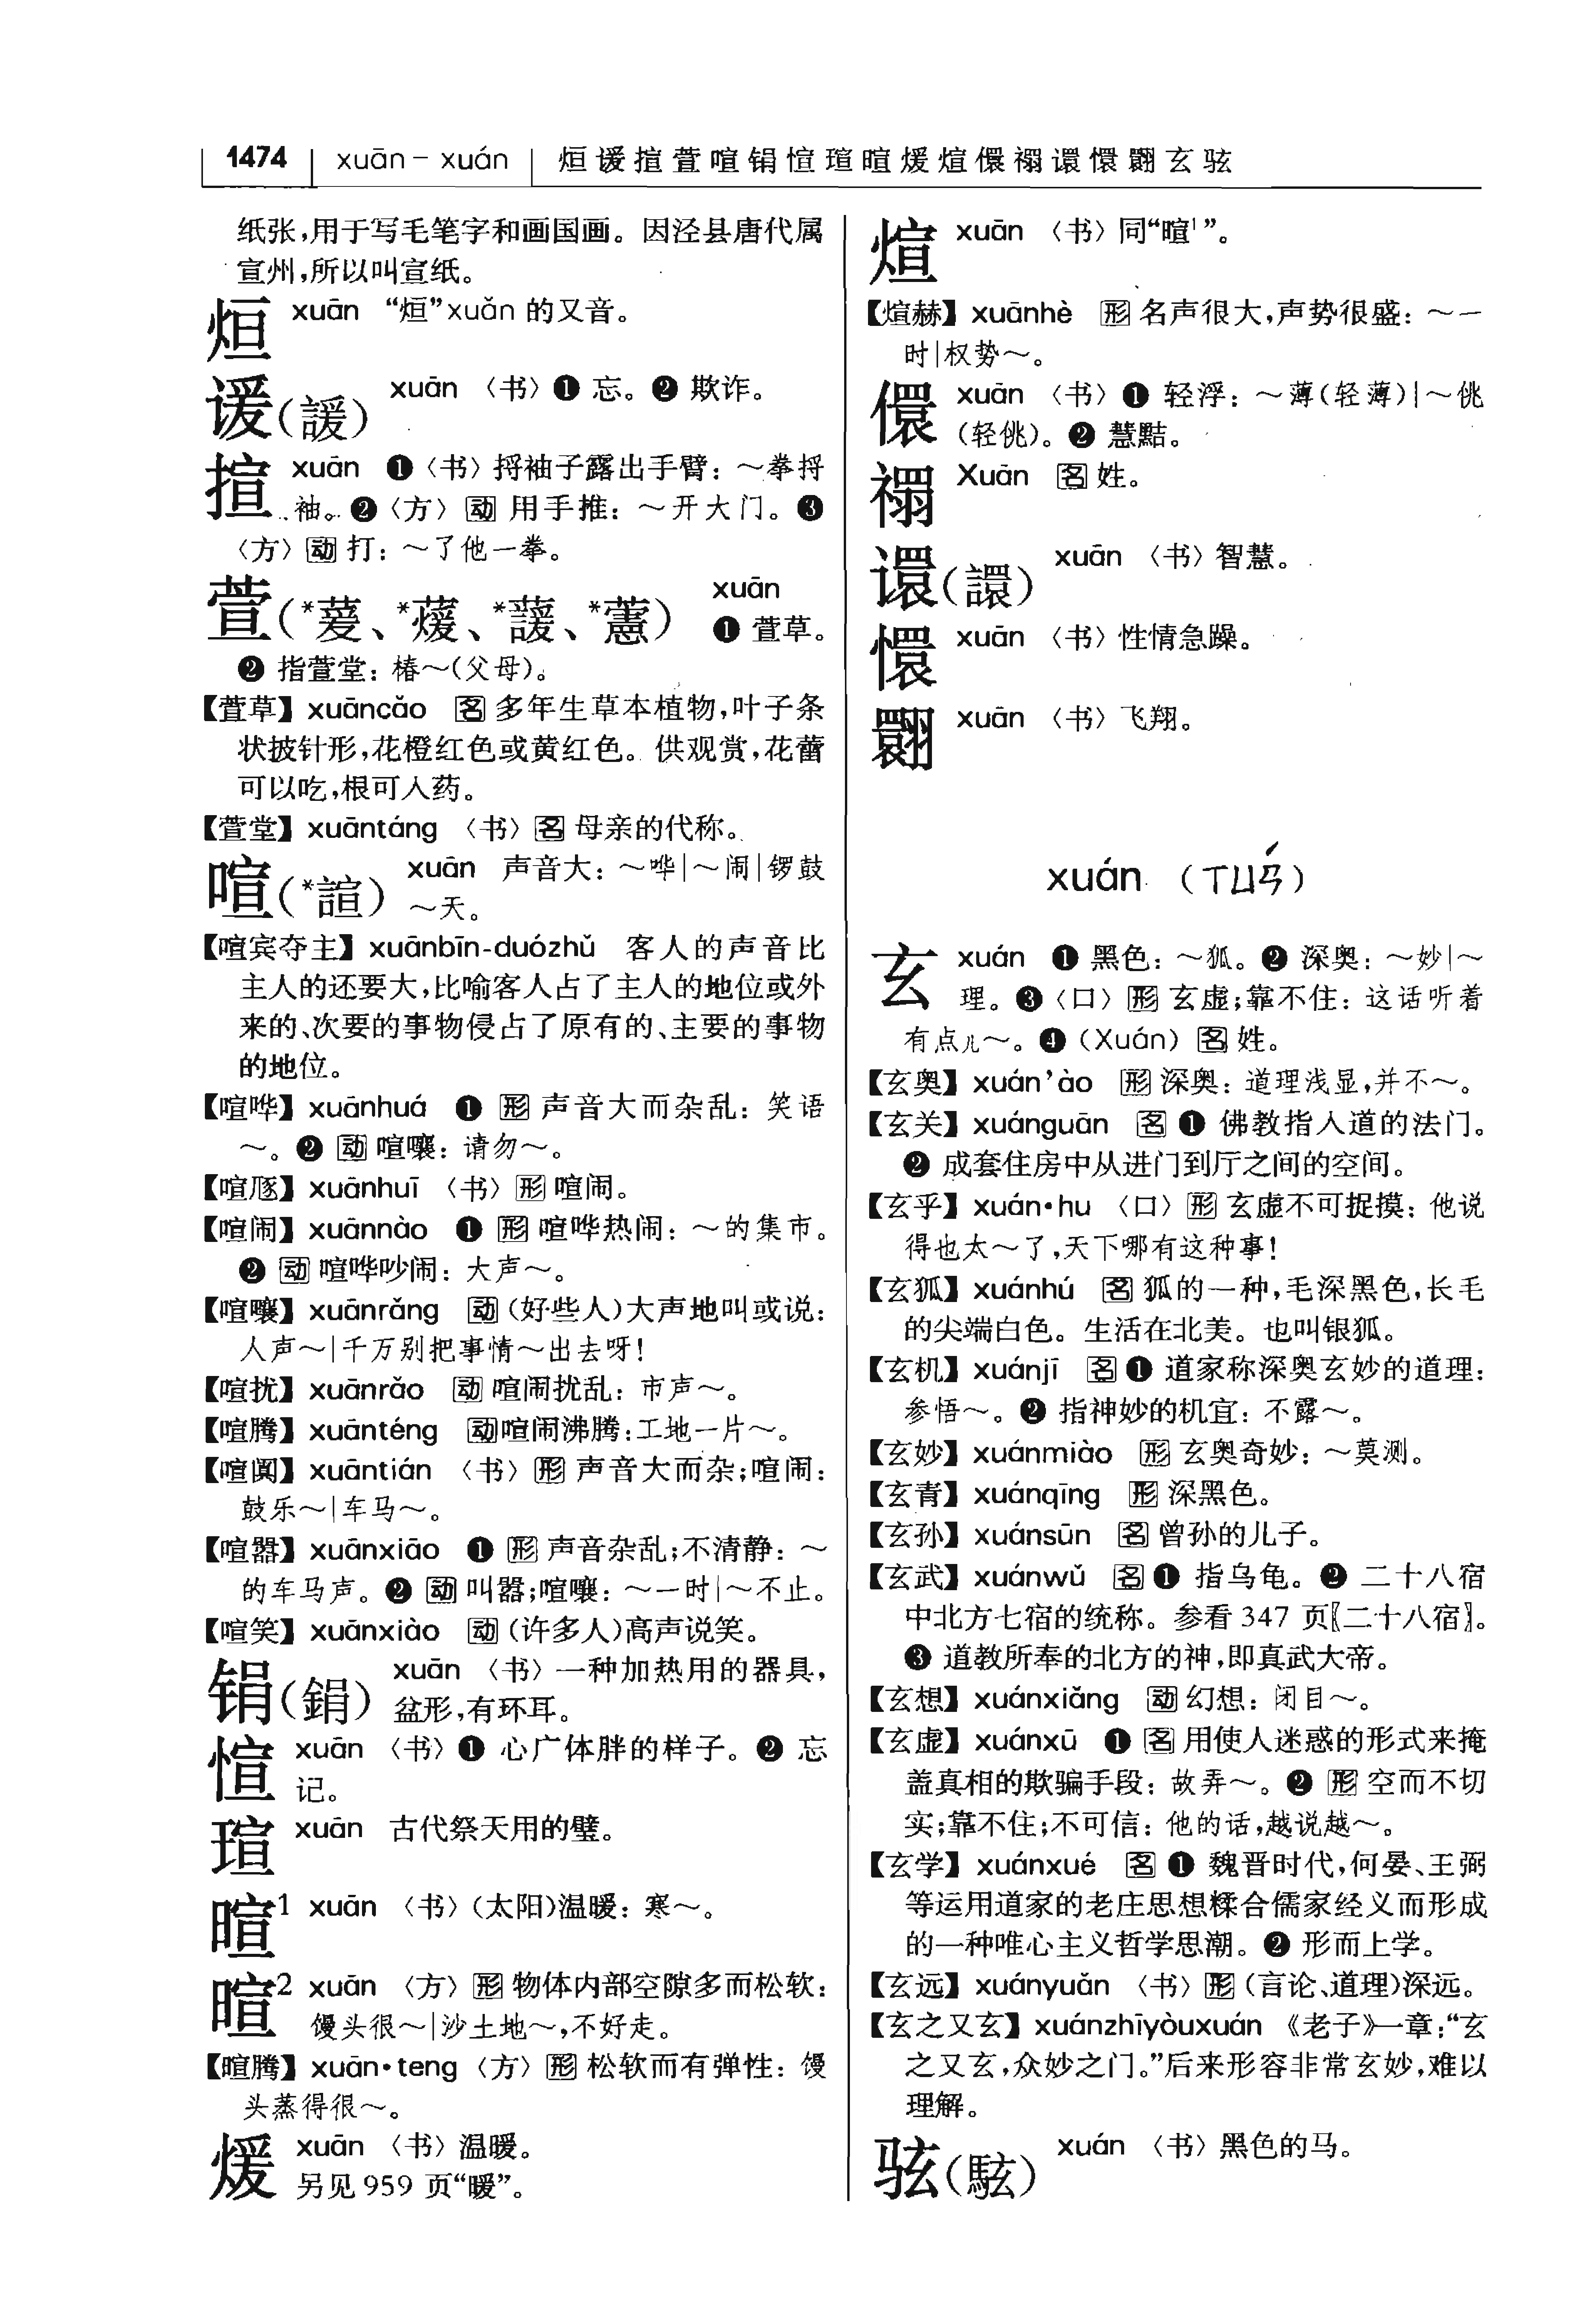 1474 xuān－xuán 烜谖揎萱喧锠愃瑄暄煖煊儇禤譞懁翾玄玹
纸张，用于写毛笔字和画国画。因泾县唐代属
宣州，所以叫宣纸。
烜 xuān “烜”xuǎn 的又音。
谖(諼) xuān 〈书〉❶ 忘。❷ 欺诈。
揎 xuān ❶〈书〉捋袖子露出手臂：～拳捋
袖。❷〈方〉动 用手推：～开大门。❸
〈方〉动 打：～了他一拳。
萱(*萲、*蕿、*藼、*蘐) xuān
❶ 萱草。
❷ 指萱堂：椿～(父母)。
【萱草】xuāncǎo 名 多年生草本植物，叶子条
状披针形，花橙红色或黄红色。供观赏，花蕾
可以吃，根可入药。
【萱堂】xuāntáng 〈书〉名 母亲的代称。
喧(*諠) xuān 声音大：～哗|～闹|锣鼓
～天。
【喧宾夺主】xuānbīn-duózhǔ 客人的声音比
主人的还要大，比喻客人占了主人的地位或外
来的、次要的事物侵占了原有的、主要的事物
的地位。
【喧哗】xuānhuá ❶ 形 声音大而杂乱：笑语
～。❷ 动 喧嚷：请勿～。
【喧豗】xuānhuī 〈书〉形 喧闹。
【喧闹】xuānnào ❶ 形 喧哗热闹：～的集市。
❷ 动 喧哗吵闹：大声～。
【喧嚷】xuānrǎng 动 (好些人)大声地叫或说：
人声～|千万别把事情～出去呀！
【喧扰】xuānrǎo 动 喧闹扰乱：市声～。
【喧腾】xuānténg 动 喧闹沸腾：工地一片～。
【喧阗】xuāntián 〈书〉形 声音大而杂；喧闹：
鼓乐～|车马～。
【喧嚣】xuānxiāo ❶ 形 声音杂乱；不清静：～
的车马声。❷ 动 叫嚣；喧嚷：～一时|～不止。
【喧笑】xuānxiào 动 (许多人)高声说笑。
锠(鋗) xuān 〈书〉一种加热用的器具，
盆形，有环耳。
愃 xuān 〈书〉❶ 心广体胖的样子。❷ 忘
记。
瑄 xuān 古代祭天用的璧。
暄1 xuān 〈书〉(太阳)温暖：寒～。
暄2 xuān 〈方〉形 物体内部空隙多而松软：
馒头很～|沙土地～，不好走。
【暄腾】xuān•teng 〈方〉形 松软而有弹性：馒
头蒸得很～。
煖 xuān 〈书〉温暖。
另见 959 页“暖”。
煊 xuān 〈书〉同“暄1”。
【煊赫】xuānhè 形 名声很大，声势很盛：～一
时|权势～。
儇 xuān 〈书〉❶ 轻浮：～薄(轻薄)|～佻
(轻佻)。❷ 慧黠。
禤 Xuān 名 姓。
𫍽(譞) xuān 〈书〉智慧。
懁 xuān 〈书〉性情急躁。
翾 xuān 〈书〉飞翔。
xuán (ㄒㄩㄢˊ)
玄 xuán ❶ 黑色：～狐。❷ 深奥：～妙|～
理。❸〈口〉形 玄虚；靠不住：这话听着
有点儿～。❹ (Xuán) 名 姓。
【玄奥】xuán’ào 形 深奥：道理浅显，并不～。
【玄关】xuánguān 名 ❶ 佛教指入道的法门。
❷ 成套住房中从进门到厅之间的空间。
【玄乎】xuán•hu 〈口〉形 玄虚不可捉摸：他说
得也太～了，天下哪有这种事！
【玄狐】xuánhú 名 狐的一种，毛深黑色，长毛
的尖端白色。生活在北美。也叫银狐。
【玄机】xuánjī 名 ❶ 道家称深奥玄妙的道理：
参悟～。❷ 指神妙的机宜：不露～。
【玄妙】xuánmiào 形 玄奥奇妙：～莫测。
【玄青】xuánqīng 形 深黑色。
【玄孙】xuánsūn 名 曾孙的儿子。
【玄武】xuánwǔ 名 ❶ 指乌龟。❷ 二十八宿
中北方七宿的统称。参看 347 页〖二十八宿〗。
❸ 道教所奉的北方的神，即真武大帝。
【玄想】xuánxiǎng 动 幻想：闭目～。
【玄虚】xuánxū ❶ 名 用使人迷惑的形式来掩
盖真相的欺骗手段：故弄～。❷ 形 空而不切
实；靠不住；不可信：他的话，越说越～。
【玄学】xuánxué 名 ❶ 魏晋时代，何晏、王弼
等运用道家的老庄思想糅合儒家经义而形成
的一种唯心主义哲学思潮。❷ 形而上学。
【玄远】xuányuǎn 〈书〉形 (言论、道理)深远。
【玄之又玄】xuánzhīyòuxuán 《老子》一章：“玄
之又玄，众妙之门。”后来形容非常玄妙，难以
理解。
𫘝(駭) xuán 〈书〉黑色的马。